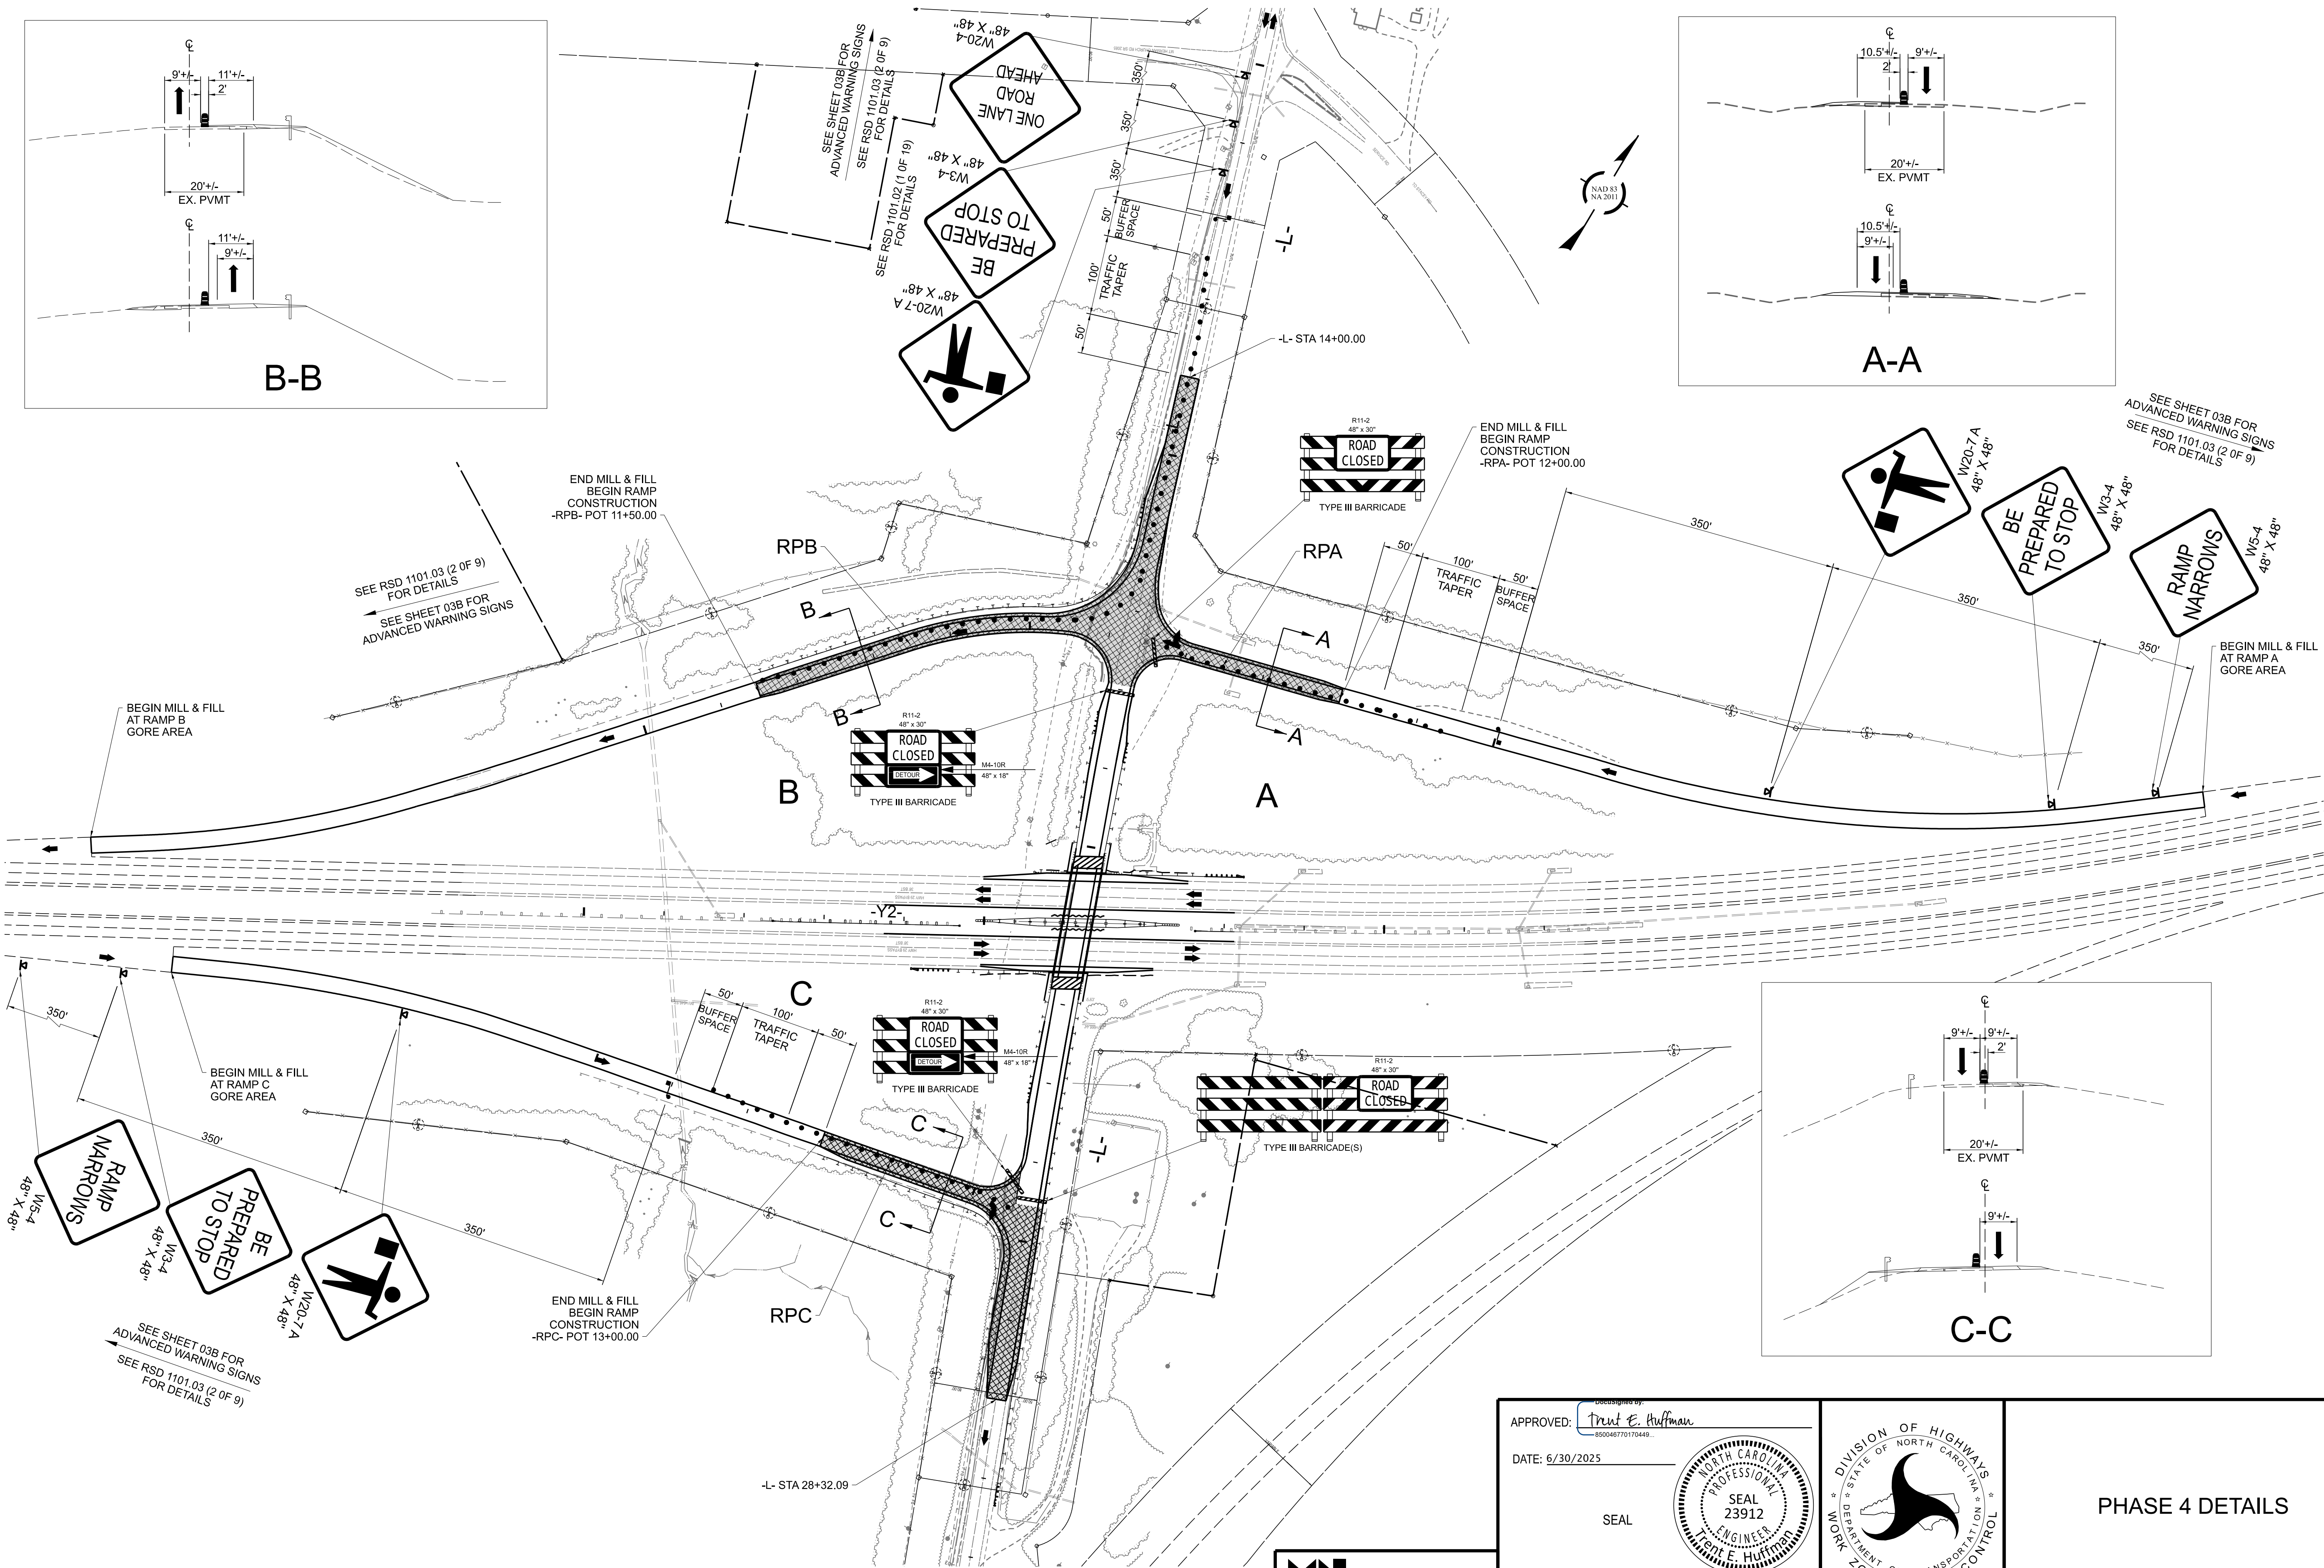 ℄
9'+/-
11'+/-
2'
20'+/-
EX. PVMT
℄
11'+/-
9'+/-
B-B
SEE SHEET 03B FOR
ADVANCED WARNING SIGNS
SEE RSD 1101.03 (2 0F 9)
FOR DETAILS
SEE RSD 1101.02 (1 0F 19)
FOR DETAILS
W20-4
48" X 48"
ONE LANE
ROAD
AHEAD
W3-4
48" X 48"
BE
PREPARED
TO STOP
W20-7 A
48" X 48"
350'
350'
350'
50'
BUFFER
SPACE
100'
TRAFFIC
TAPER
50'
-L-
-L- STA 14+00.00
NAD 83
NA 2011
℄
10.5'+/-
9'+/-
2'
20'+/-
EX. PVMT
℄
10.5'+/-
9'+/-
A-A
SEE SHEET 03B FOR
ADVANCED WARNING SIGNS
SEE RSD 1101.03 (2 0F 9)
FOR DETAILS
W20-7 A
48" X 48"
BE
PREPARED
TO STOP
W3-4
48" X 48"
RAMP
NARROWS
W5-4
48" X 48"
R11-2
48" x 30"
ROAD
CLOSED
TYPE III BARRICADE
END MILL & FILL
BEGIN RAMP
CONSTRUCTION
-RPA- POT 12+00.00
END MILL & FILL
BEGIN RAMP
CONSTRUCTION
-RPB- POT 11+50.00
RPB
RPA
50'
100'
TRAFFIC
TAPER
50'
BUFFER
SPACE
350'
350'
350'
BEGIN MILL & FILL
AT RAMP A
GORE AREA
SEE RSD 1101.03 (2 0F 9)
FOR DETAILS
SEE SHEET 03B FOR
ADVANCED WARNING SIGNS
-L-
B
B
A
A
BEGIN MILL & FILL
AT RAMP B
GORE AREA
R11-2
48" x 30"
ROAD
CLOSED
DETOUR
M4-10R
48" x 18"
TYPE III BARRICADE
B
A
-Y2-
C
350'
BEGIN MILL & FILL
AT RAMP C
GORE AREA
50'
BUFFER
SPACE
100'
TRAFFIC
TAPER
50'
R11-2
48" x 30"
ROAD
CLOSED
DETOUR
M4-10R
48" x 18"
TYPE III BARRICADE
R11-2
48" x 30"
ROAD
CLOSED
TYPE III BARRICADE(S)
-L-
C
C
350'
350'
RAMP
NARROWS
W5-4
48" X 48"
BE
PREPARED
TO STOP
W3-4
48" X 48"
W20-7 A
48" X 48"
SEE SHEET 03B FOR
ADVANCED WARNING SIGNS
SEE RSD 1101.03 (2 0F 9)
FOR DETAILS
END MILL & FILL
BEGIN RAMP
CONSTRUCTION
-RPC- POT 13+00.00
RPC
-L- STA 28+32.09
℄
9'+/-
9'+/-
2'
20'+/-
EX. PVMT
℄
9'+/-
C-C
APPROVED:
DocuSigned by:
Trent E. Huffman
850046770170449...
DATE: 6/30/2025
SEAL
NORTH CAROLINA
PROFESSIONAL
SEAL
23912
ENGINEER
Trent E. Huffman
DIVISION OF HIGHWAYS
STATE OF NORTH CAROLINA
DEPARTMENT
TRANSPORTATION
WORK
CONTROL
PHASE 4 DETAILS